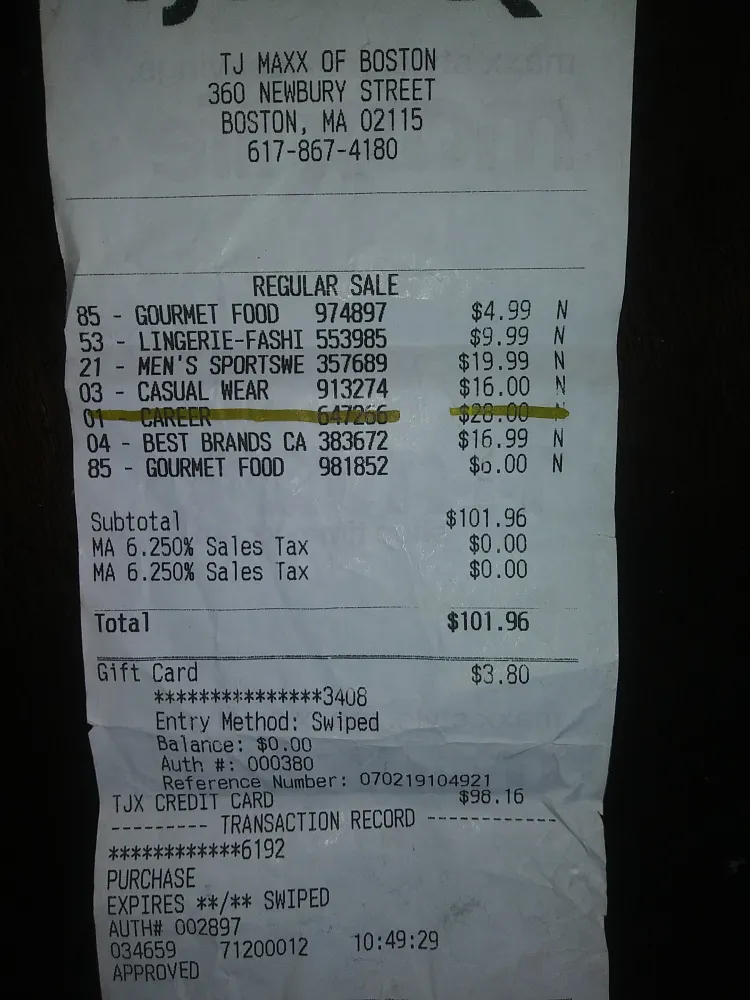 TJ MAXX OF BOSTON
360 NEWBURY STREET
BOSTON, MA 02115
617-867-4180
REGULAR SALE
85 - GOURMET FOOD 974897 $4.99 N
53 - LINGERIE-FASHI 553985 $9.99 N
21 - MEN'S SPORTSWE 357689 $19.99 N
03 - CASUAL WEAR 913274 $16.00 N
01 - CAREER 647266 $28.00 N
04 - BEST BRANDS CA 383672 $16.99 N
85 - GOURMET FOOD 981852 $6.00 N
Subtotal $101.96
MA 6.250% Sales Tax $0.00
MA 6.250% Sales Tax $0.00
Total $101.96
Gift Card $3.80
***************3408
Entry Method: Swiped
Balance: $0.00
Auth #: 000380
Reference Number: 070219104921
TJX CREDIT CARD $98.16
--------- TRANSACTION RECORD ------------
************6192
PURCHASE
EXPIRES **/** SWIPED
AUTH# 002897
034659 71200012 10:49:29
APPROVED